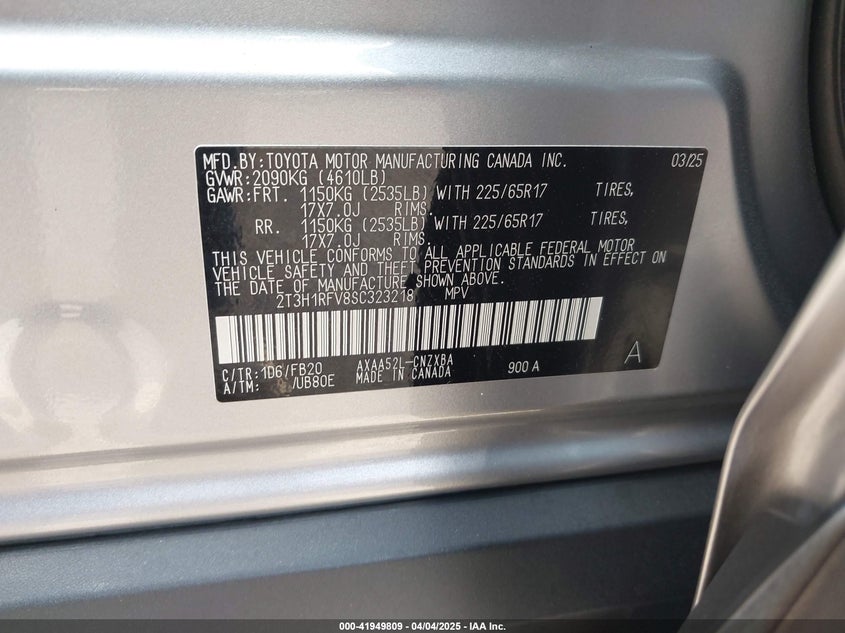 MFD.BY:TOYOTA MOTOR MANUFACTURING CANADA INC. 03/25
GVWR:2090KG (4610LB)
GAWR:FRT. 1150KG (2535LB) WITH 225/65R17 TIRES,
17X7.0J RIMS.
RR. 1150KG (2535LB) WITH 225/65R17 TIRES,
17X7.0J RIMS.
THIS VEHICLE CONFORMS TO ALL APPLICABLE FEDERAL MOTOR
VEHICLE SAFETY AND THEFT PREVENTION STANDARDS IN EFFECT ON
THE DATE OF MANUFACTURE SHOWN ABOVE.
2T3H1RFV8SC323218 MPV
C/TR:1D6/FB20 AXAA52L-CNZXBA 900 A A
A/TM: /UB80E MADE IN CANADA
000-41949809 - 04/04/2025 - IAA Inc.